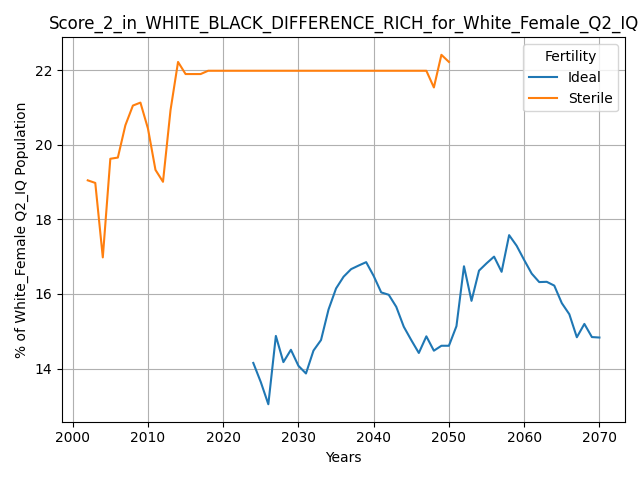 Score_2_in_WHITE_BLACK_DIFFERENCE_RICH_for_White_Female_Q2_IQ
Fertility
Ideal
Sterile
% of White_Female Q2_IQ Population
22
20
18
16
14
2000 2010 2020 2030 2040 2050 2060 2070
Years